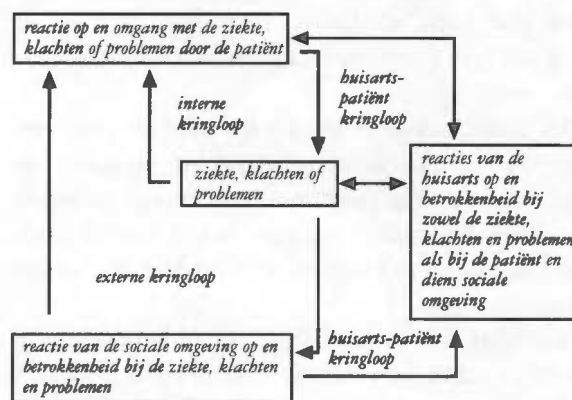 reactie op en omgang met de ziekte,
klachten of problemen door de patiënt
interne
kringloop
huisarts-
patiënt
kringloop
ziekte, klachten of
problemen
reacties van de
huisarts op en
betrokkenheid bij
zowel de ziekte,
klachten en problemen
als bij de patiënt en
diens sociale
omgeving
externe kringloop
huisarts-patiënt
kringloop
reactie van de sociale omgeving op en
betrokkenheid bij de ziekte, klachten
en problemen